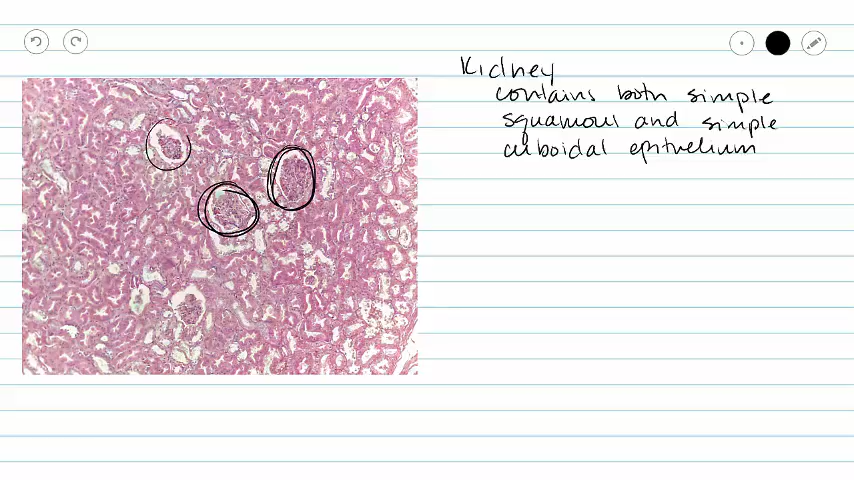 Kidney
contains both simple
squamous and simple
cuboidal epithelium